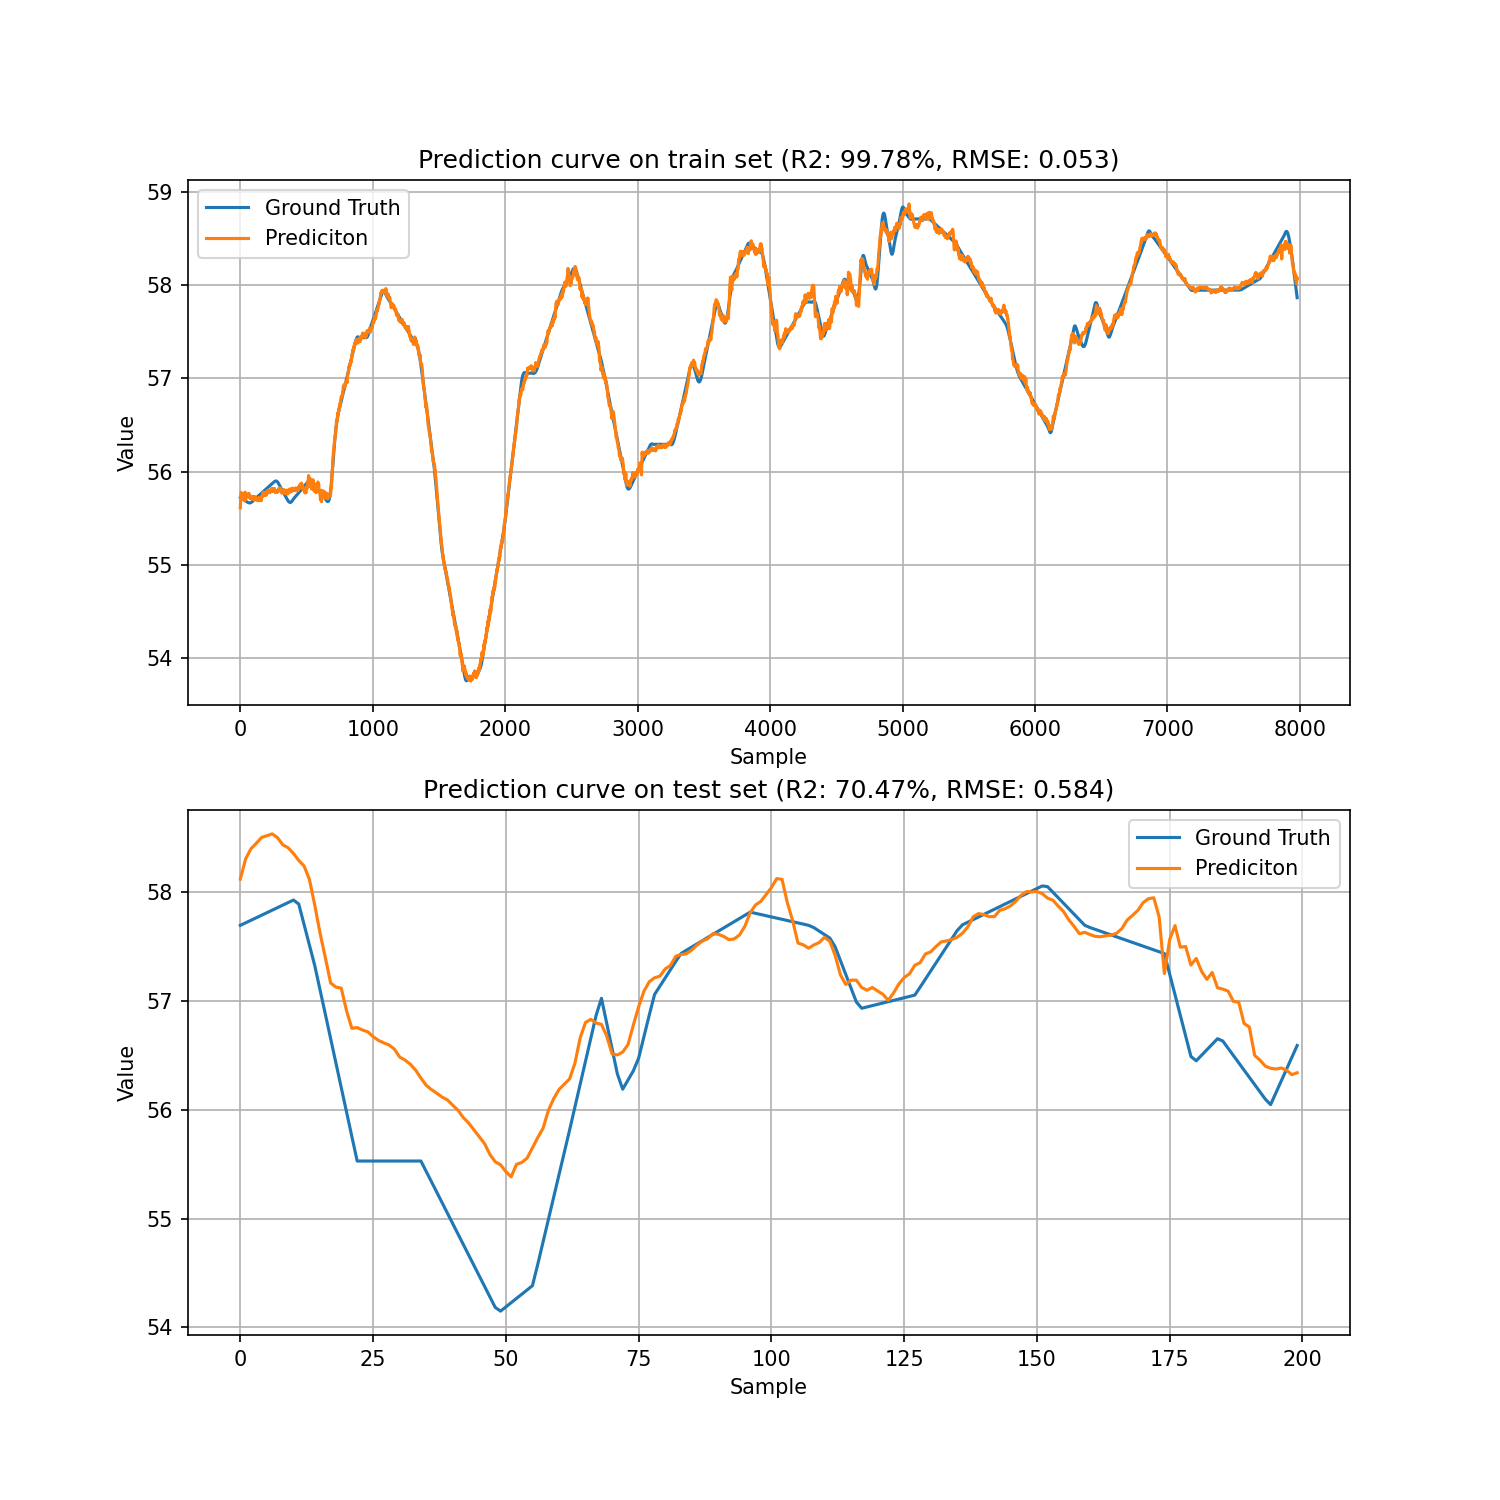 Prediction curve on train set (R2: 99.78%, RMSE: 0.053)
Ground Truth
Prediciton
59
58
57
56
55
54
Value
0 1000 2000 3000 4000 5000 6000 7000 8000
Sample
Prediction curve on test set (R2: 70.47%, RMSE: 0.584)
Ground Truth
Prediciton
58
57
56
55
54
Value
0 25 50 75 100 125 150 175 200
Sample